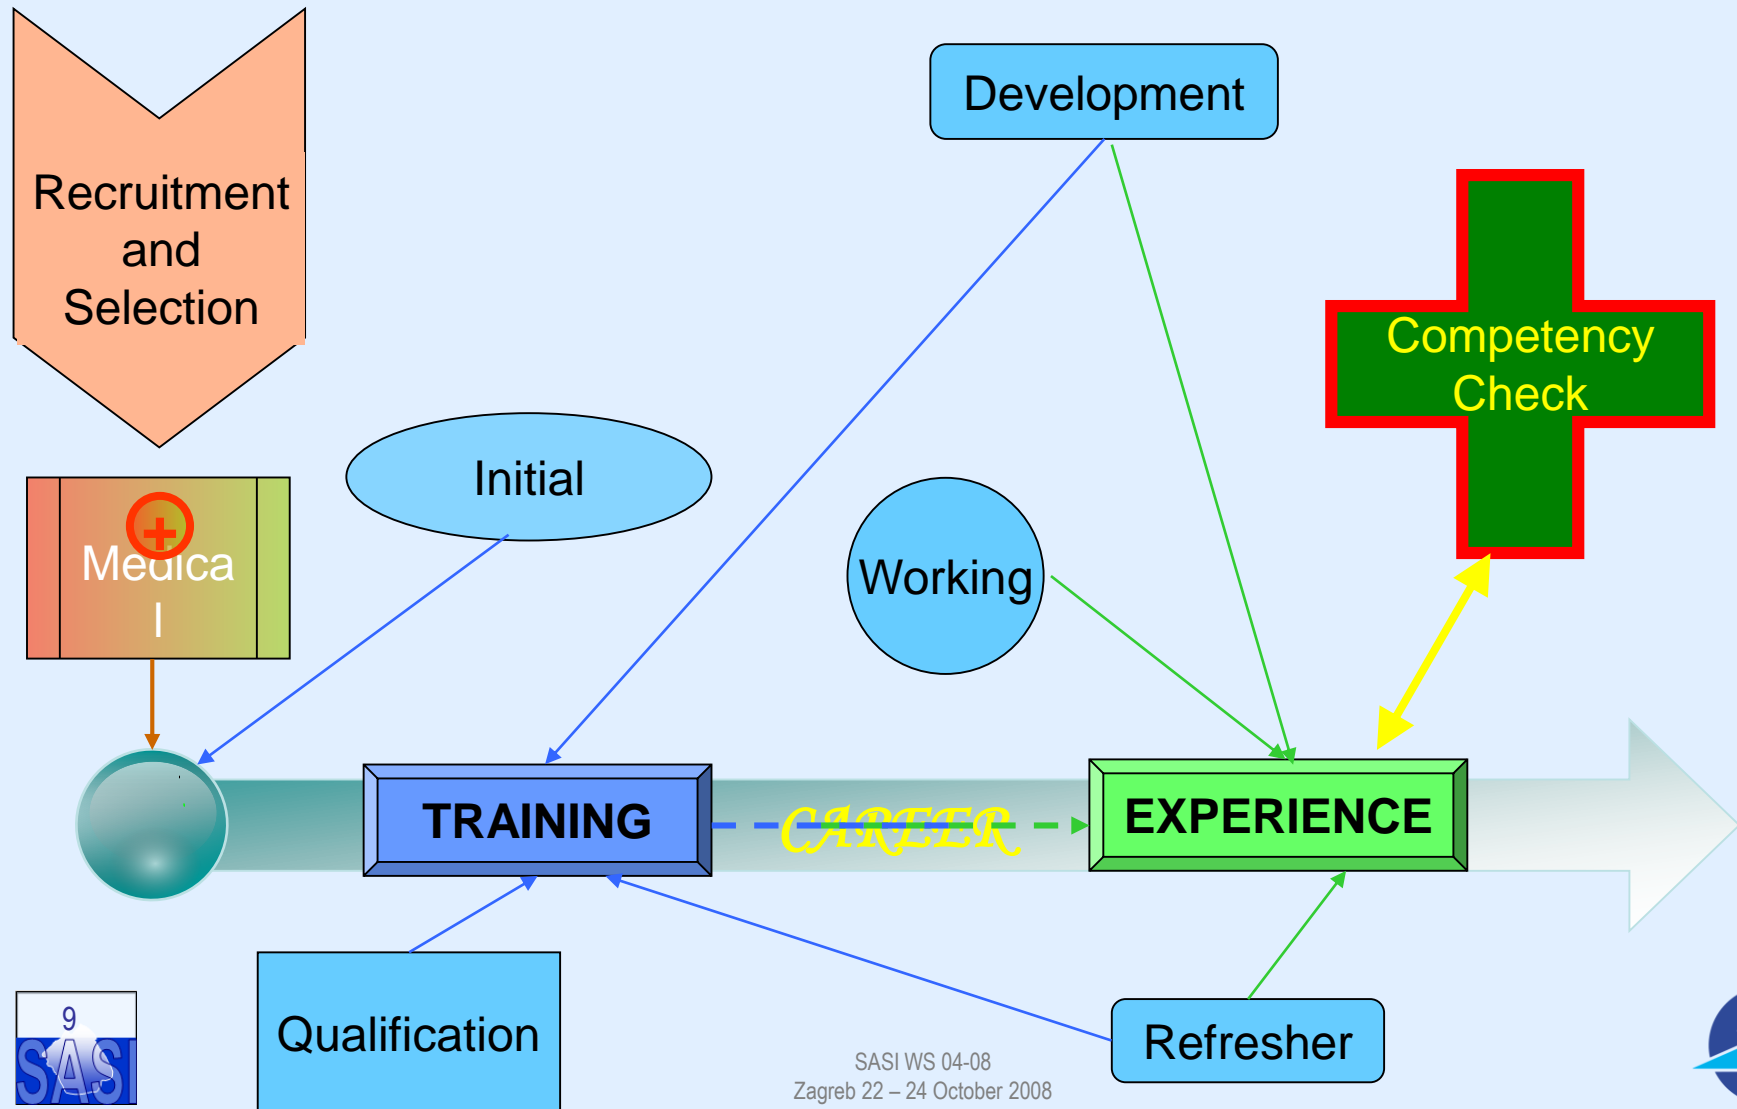 Recruitment
and
Selection
Development
Competency
Check
Initial
Medica
l
Working
TRAINING
CAREER
EXPERIENCE
Qualification
Refresher
9
SASI
SASI WS 04-08
Zagreb 22 – 24 October 2008